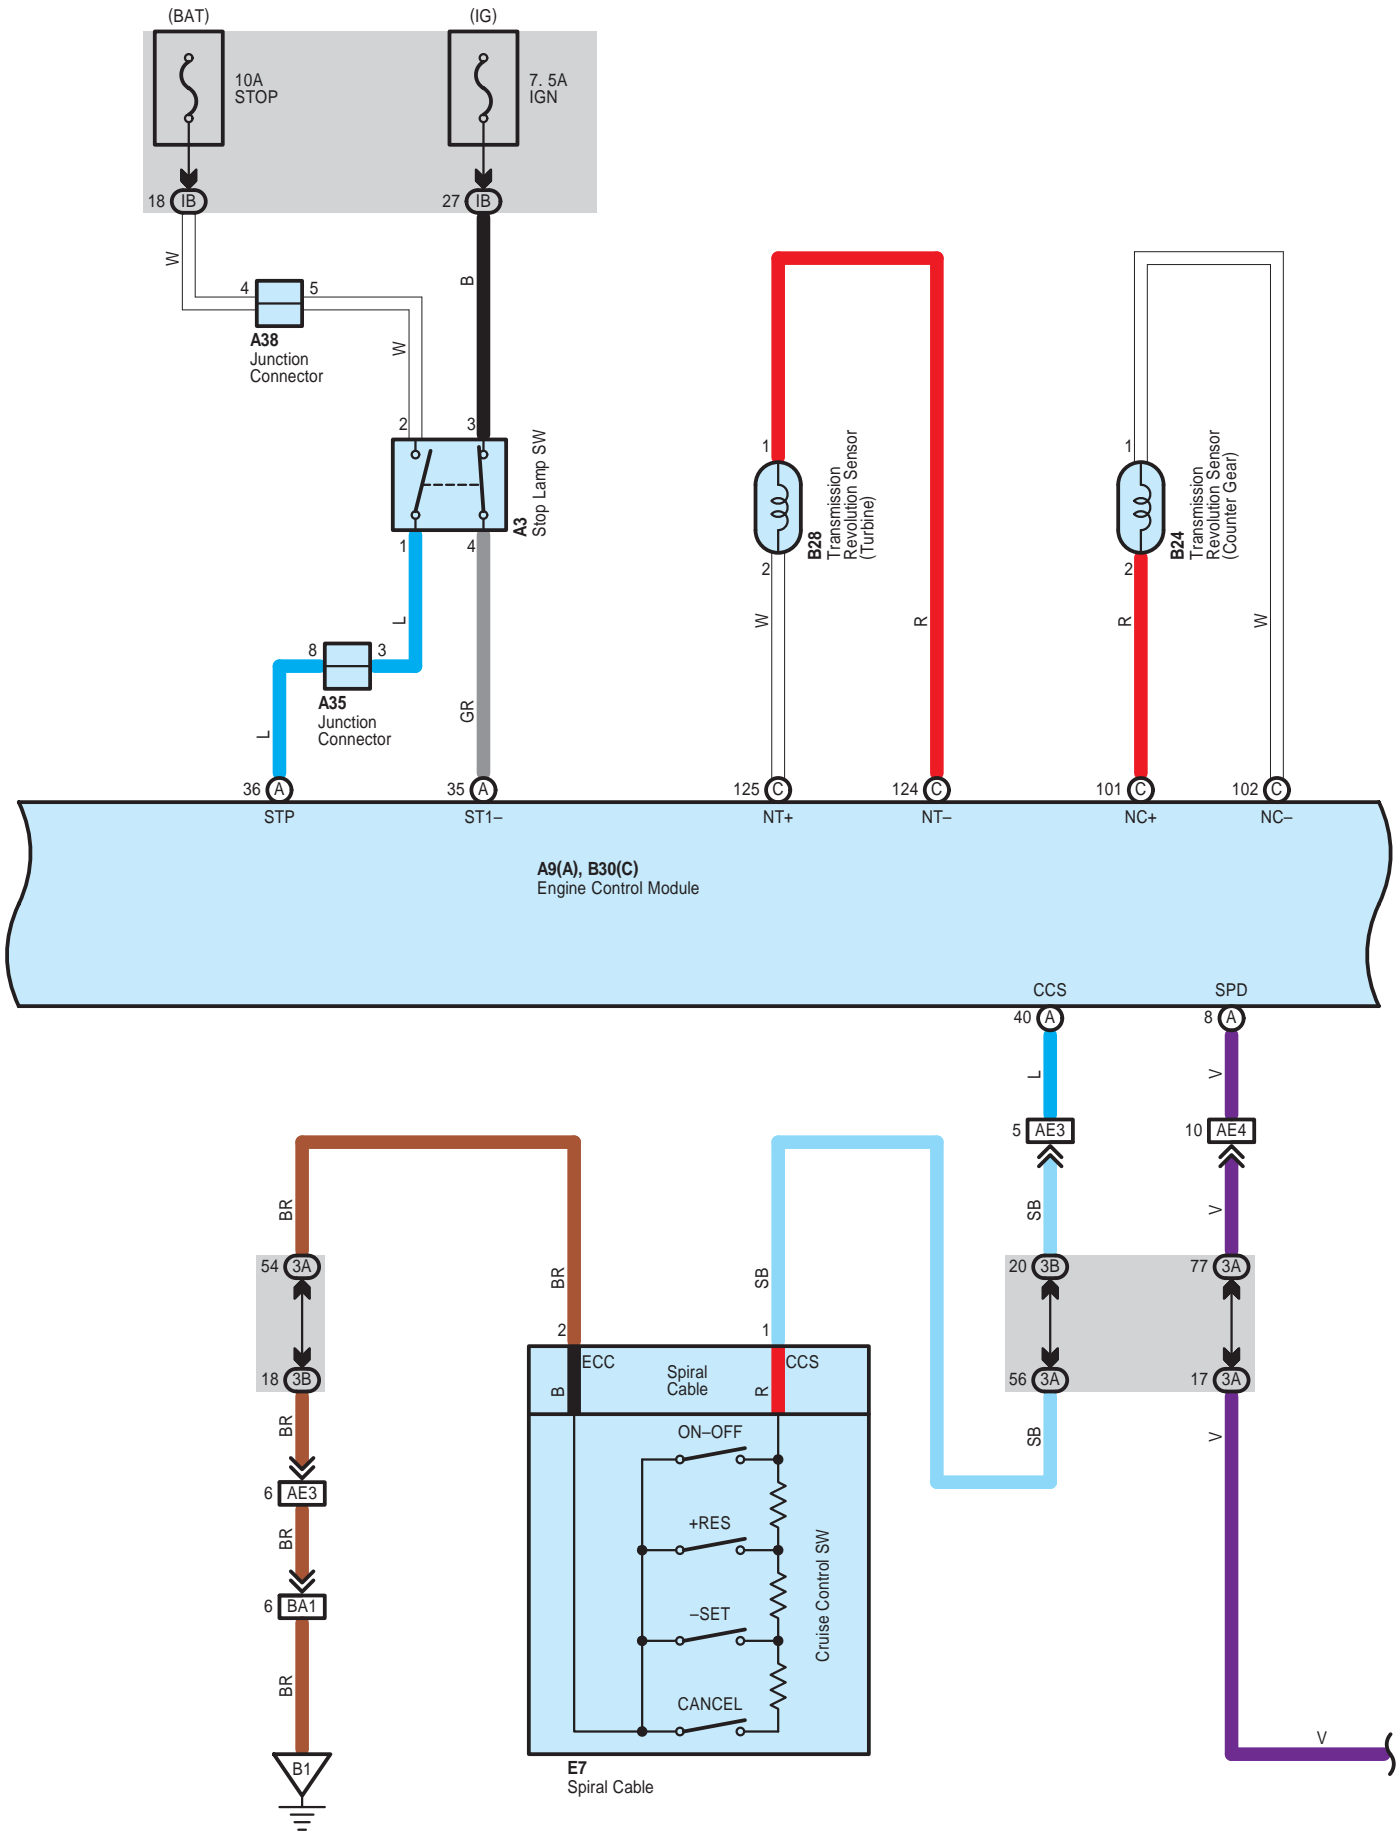 (BAT)
(IG)
10A
STOP
7. 5A
IGN
18 IB
27 IB
W
B
4
5
A38
Junction
Connector
W
2
3
A3
Stop Lamp SW
1
4
L
8
3
A35
Junction
Connector
L
GR
1
B28
Transmission
Revolution Sensor
(Turbine)
2
W
R
1
B24
Transmission
Revolution Sensor
(Counter Gear)
2
R
W
36 A
35 A
125 C
124 C
101 C
102 C
STP
ST1–
NT+
NT–
NC+
NC–
A9(A), B30(C)
Engine Control Module
CCS
SPD
40 A
8 A
L
V
5 AE3
10 AE4
SB
V
20 3B
77 3A
56 3A
17 3A
SB
V
BR
54 3A
18 3B
BR
6 AE3
BR
6 BA1
BR
B1
BR
SB
2
1
ECC
CCS
B
Spiral
Cable
R
ON–OFF
+RES
–SET
CANCEL
Cruise Control SW
E7
Spiral Cable
V